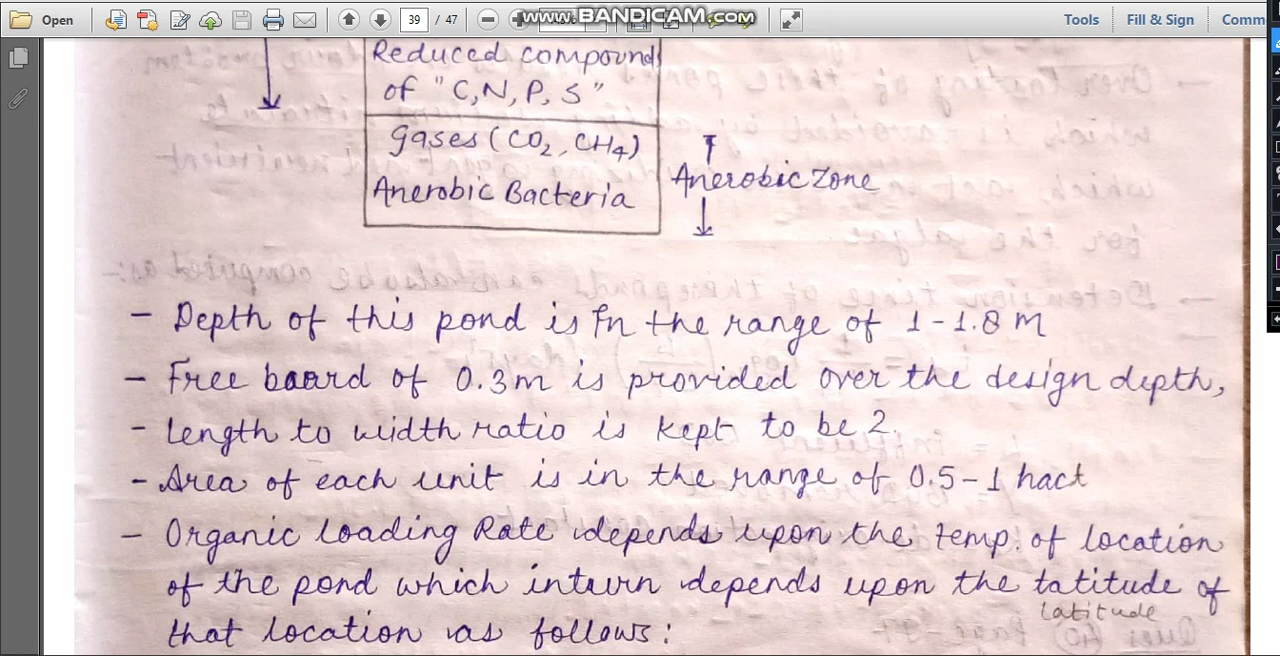 Open
39
/ 47
www.BANDICAM.com
Tools
Fill & Sign
Comm
Reduced compounds
of "C,N,P,S"
gases (CO2, CH4)
Anerobic Bacteria
Anerobic Zone
- Depth of this pond is in the range of 1-1.8 m
- Free board of 0.3m is provided over the design depth,
- Length to width ratio is kept to be 2.
- Area of each unit is in the range of 0.5-1 hact
- Organic loading Rate depends upon the temp. of location
of the pond which inturn depends upon the tatitude of
latitude
that location as follows: